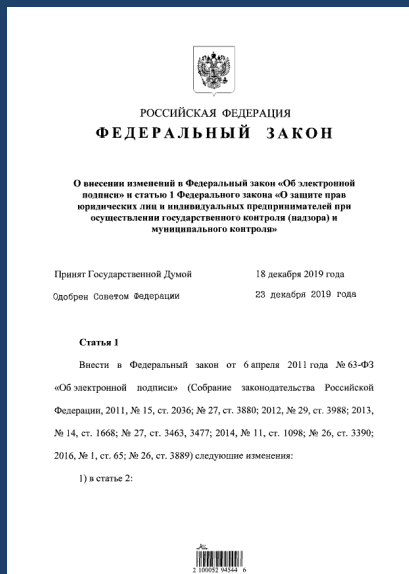 РОССИЙСКАЯ ФЕДЕРАЦИЯ
ФЕДЕРАЛЬНЫЙ ЗАКОН
О внесении изменений в Федеральный закон «Об электронной
подписи» и статью 1 Федерального закона «О защите прав
юридических лиц и индивидуальных предпринимателей при
осуществлении государственного контроля (надзора) и
муниципального контроля»
Принят Государственной Думой 18 декабря 2019 года
Одобрен Советом Федерации 23 декабря 2019 года
Статья 1
Внести в Федеральный закон от 6 апреля 2011 года № 63-ФЗ
«Об электронной подписи» (Собрание законодательства Российской
Федерации, 2011, № 15, ст. 2036; № 27, ст. 3880; 2012, № 29, ст. 3988; 2013,
№ 14, ст. 1668; № 27, ст. 3463, 3477; 2014, № 11, ст. 1098; № 26, ст. 3390;
2016, № 1, ст. 65; № 26, ст. 3889) следующие изменения:
1) в статье 2:
2 100052 94544 6